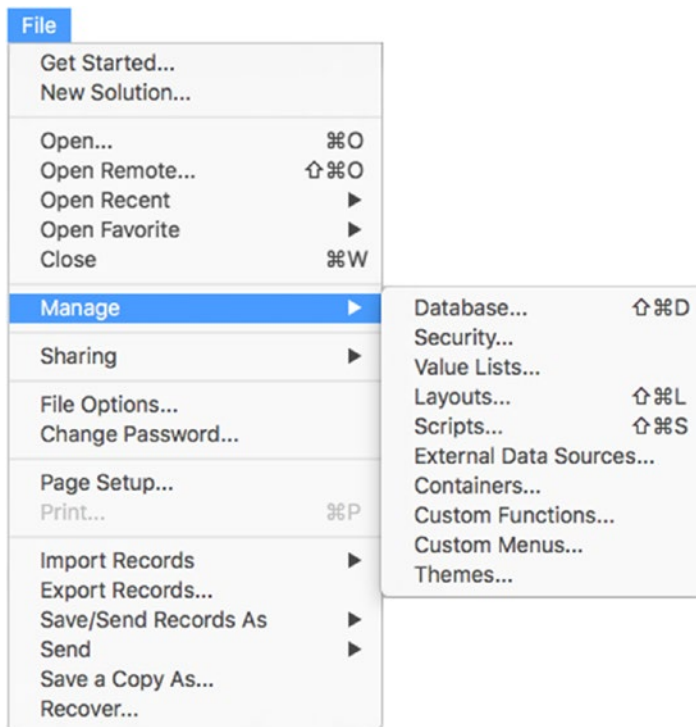 File
Get Started...
New Solution...
Open... ⌘O
Open Remote... ⇧⌘O
Open Recent ▶
Open Favorite ▶
Close ⌘W
Manage ▶
Sharing ▶
File Options...
Change Password...
Page Setup...
Print... ⌘P
Import Records ▶
Export Records...
Save/Send Records As ▶
Send ▶
Save a Copy As...
Recover...
Database... ⇧⌘D
Security...
Value Lists...
Layouts... ⇧⌘L
Scripts... ⇧⌘S
External Data Sources...
Containers...
Custom Functions...
Custom Menus...
Themes...